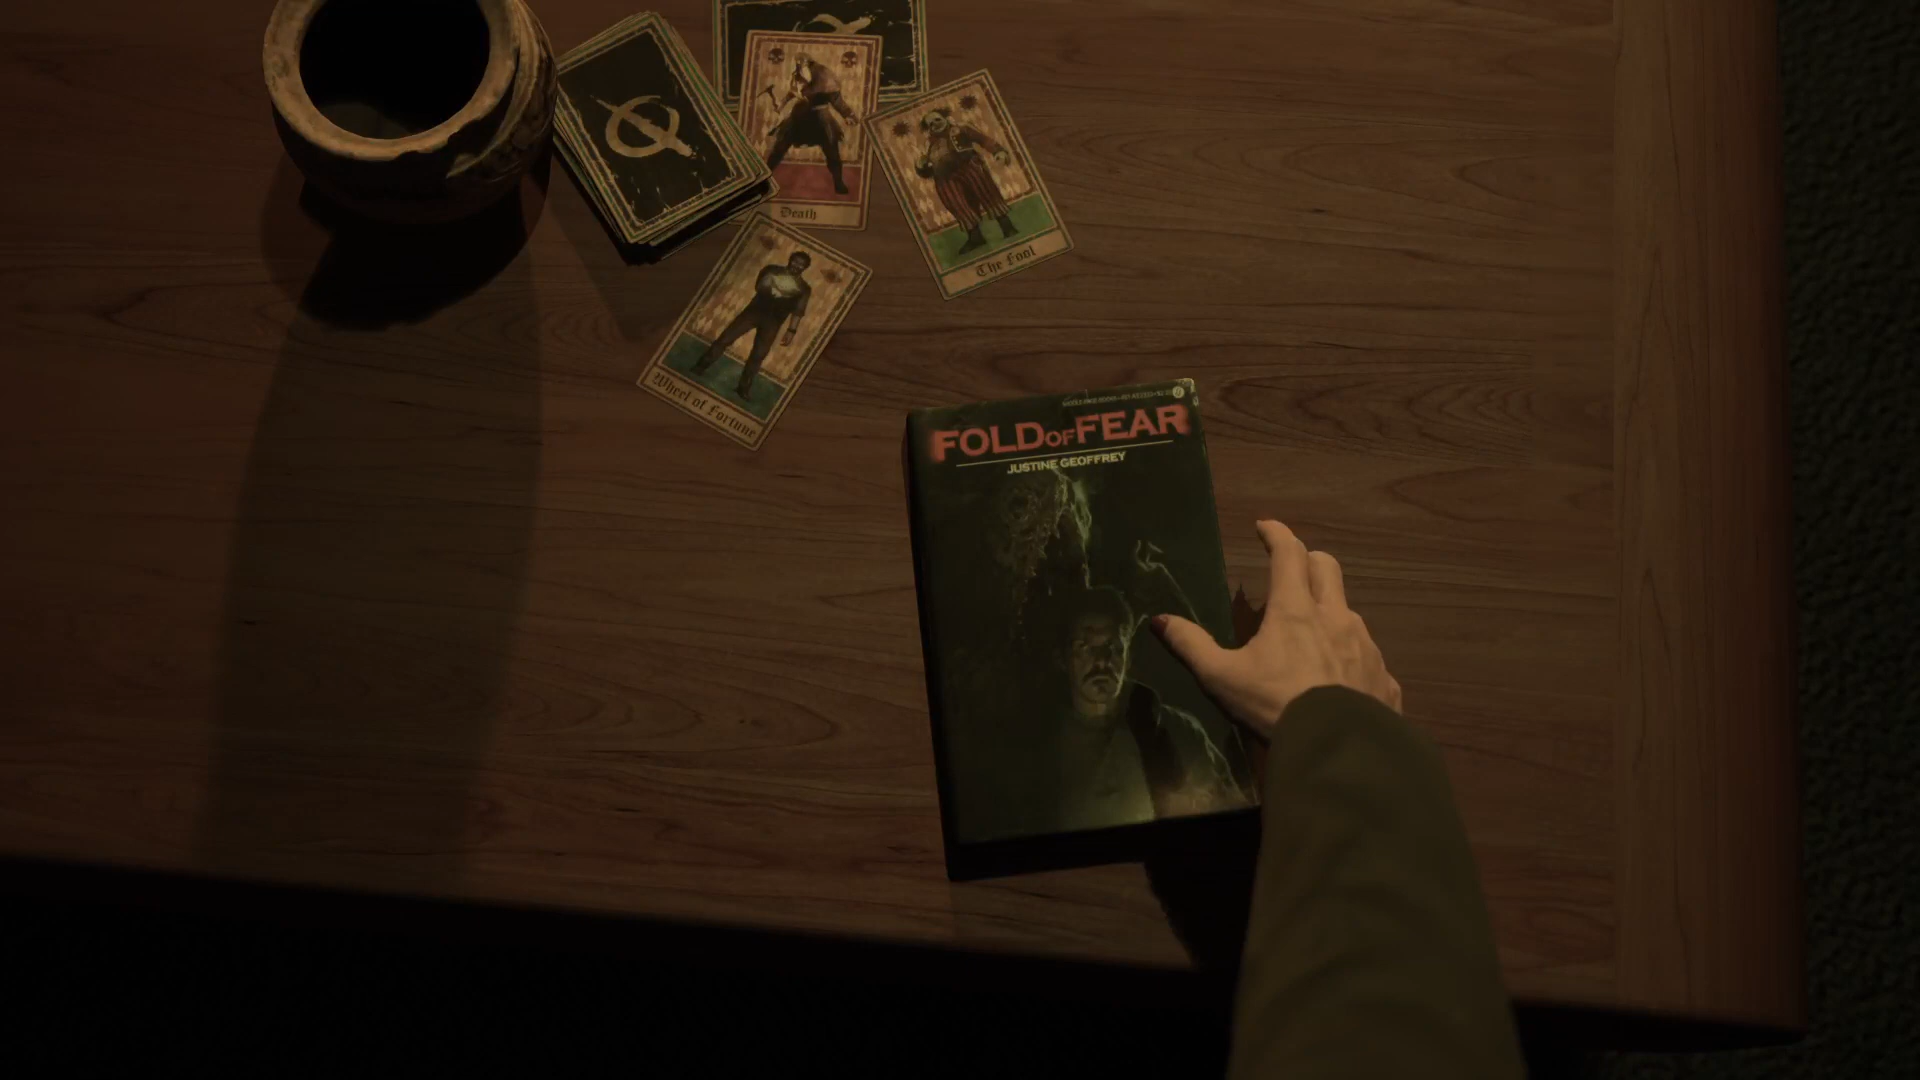 Death
The Fool
Wheel of Fortune
FOLD OF FEAR
JUSTINE GEOFFREY